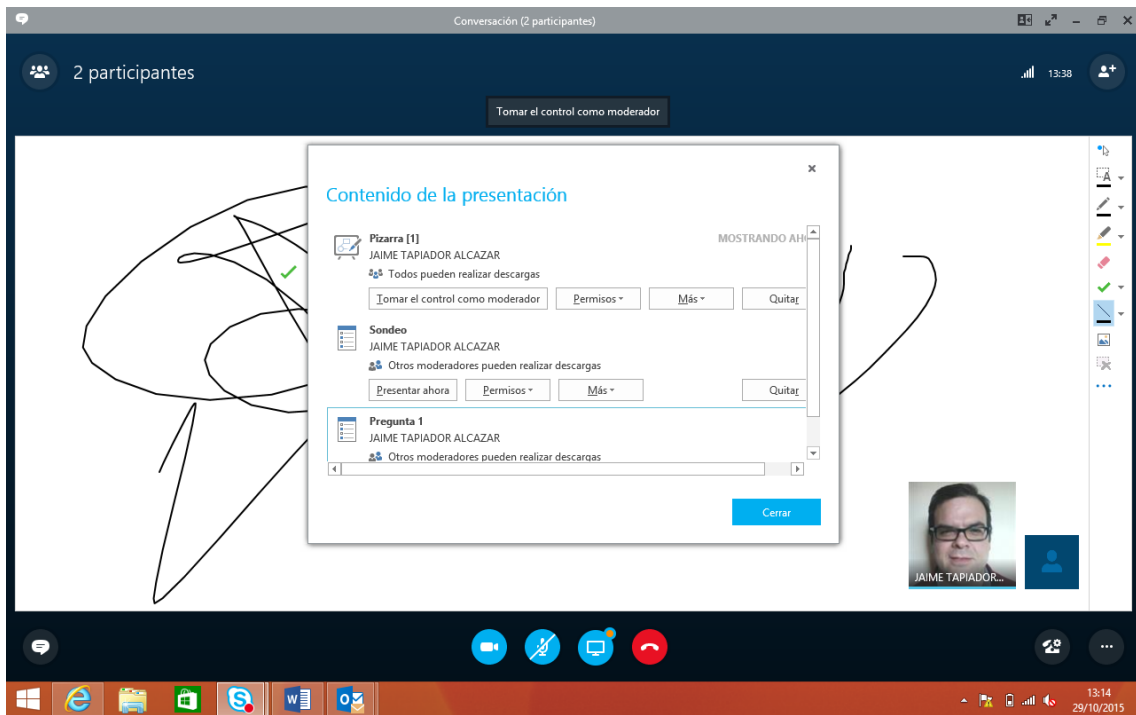 Conversación (2 participantes)
2 participantes
13:38
Tomar el control como moderador
Contenido de la presentación
Pizarra [1]
MOSTRANDO AH
JAIME TAPIADOR ALCAZAR
Todos pueden realizar descargas
Tomar el control como moderador Permisos Más Quitar
Sondeo
JAIME TAPIADOR ALCAZAR
Otros moderadores pueden realizar descargas
Presentar ahora Permisos Más Quitar
Pregunta 1
JAIME TAPIADOR ALCAZAR
Otros moderadores pueden realizar descargas
Cerrar
JAIME TAPIADOR...
13:14
29/10/2015